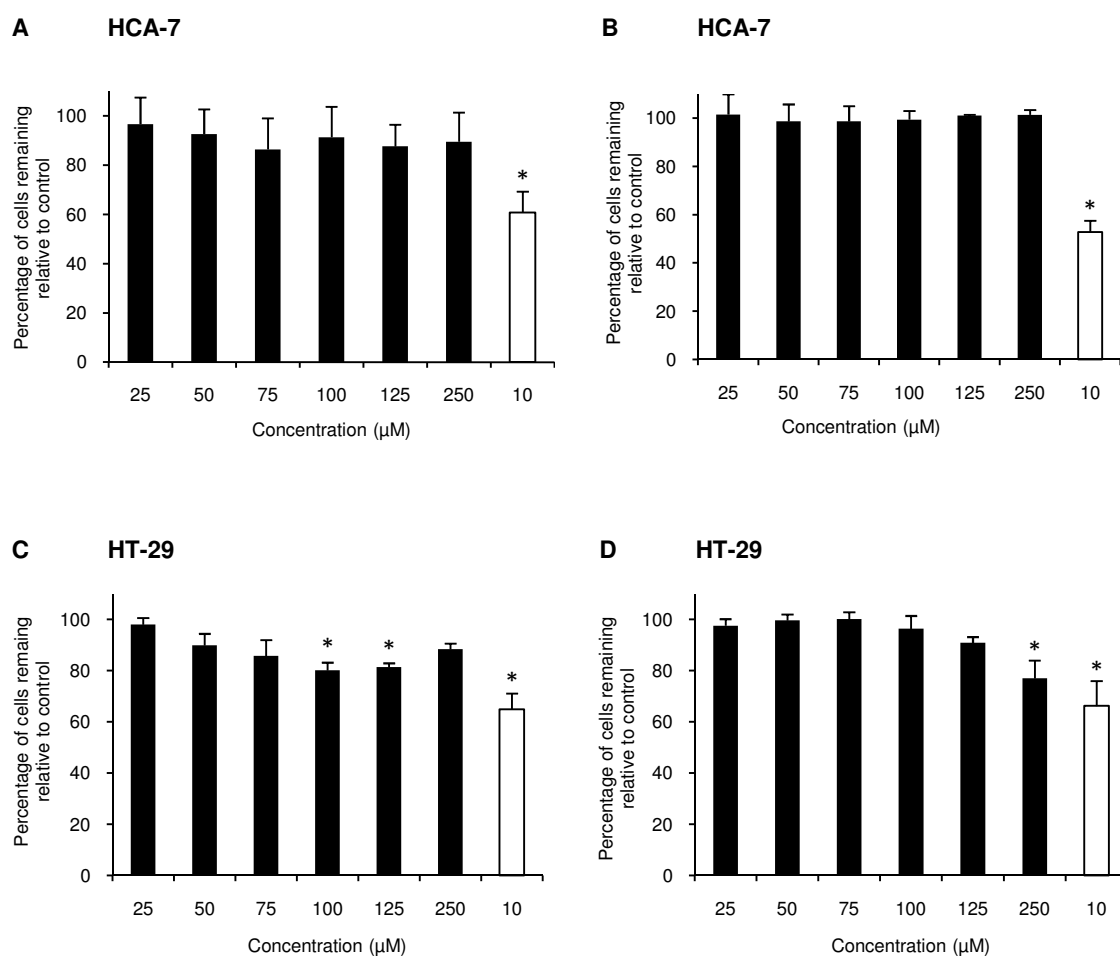 A HCA-7
Percentage of cells remaining
relative to control
100
80
60
40
20
0
*
25 50 75 100 125 250 10
Concentration (µM)
B HCA-7
Percentage of cells remaining
relative to control
100
80
60
40
20
0
*
25 50 75 100 125 250 10
Concentration (µM)
C HT-29
Percentage of cells remaining
relative to control
100
80
60
40
20
0
* * *
25 50 75 100 125 250 10
Concentration (µM)
D HT-29
Percentage of cells remaining
relative to control
100
80
60
40
20
0
* *
25 50 75 100 125 250 10
Concentration (µM)